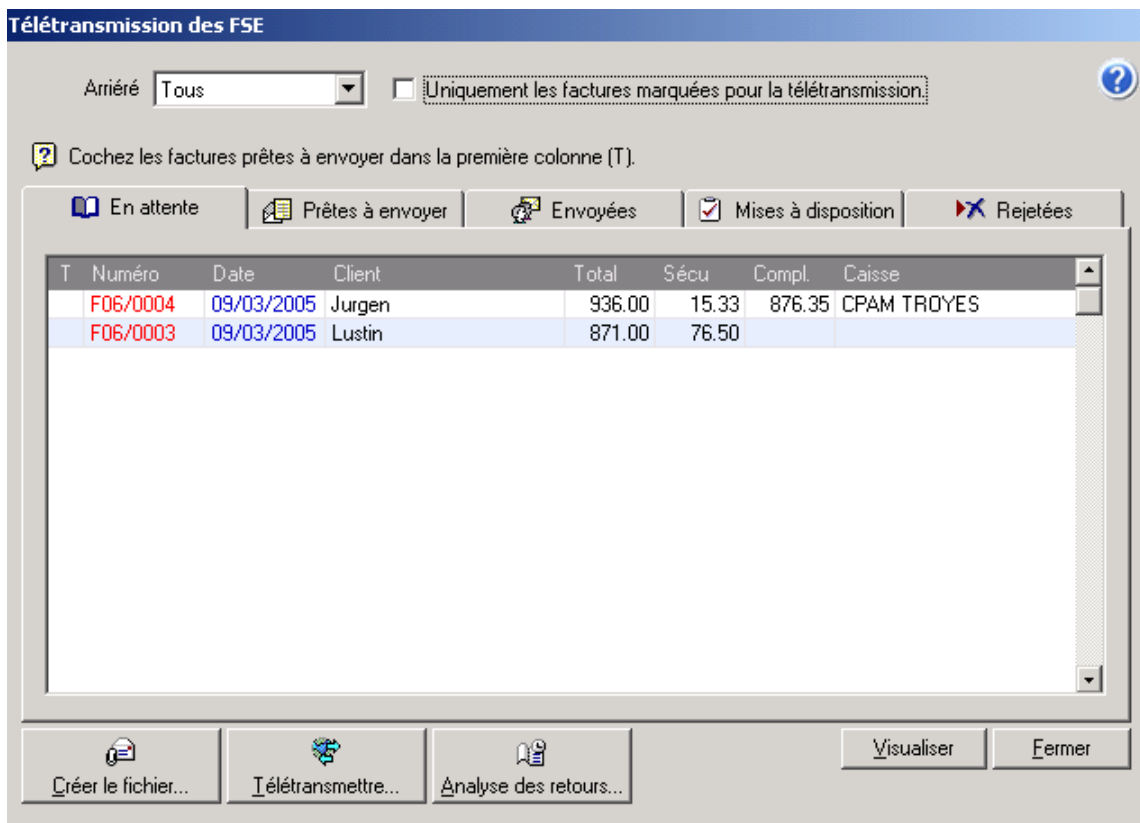 Télétransmission des FSE
Arriéré Tous Uniquement les factures marquées pour la télétransmission.
Cochez les factures prêtes à envoyer dans la première colonne (T).
En attente Prêtes à envoyer Envoyées Mises à disposition Rejetées
T Numéro Date Client Total Sécu Compl. Caisse
F06/0004 09/03/2005 Jurgen 936.00 15.33 876.35 CPAM TROYES
F06/0003 09/03/2005 Lustin 871.00 76.50
Visualiser Fermer
Créer le fichier... Télétransmettre... Analyse des retours...